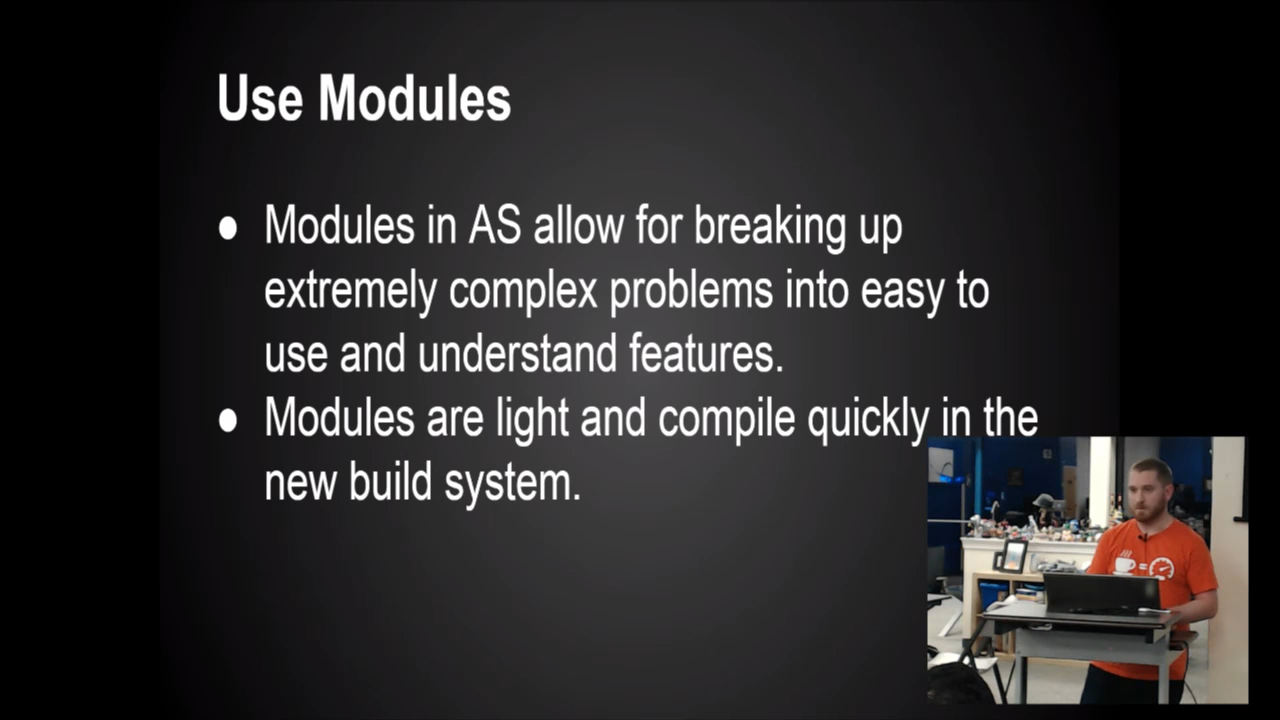 Use Modules
● Modules in AS allow for breaking up
extremely complex problems into easy to
use and understand features.
● Modules are light and compile quickly in the
new build system.